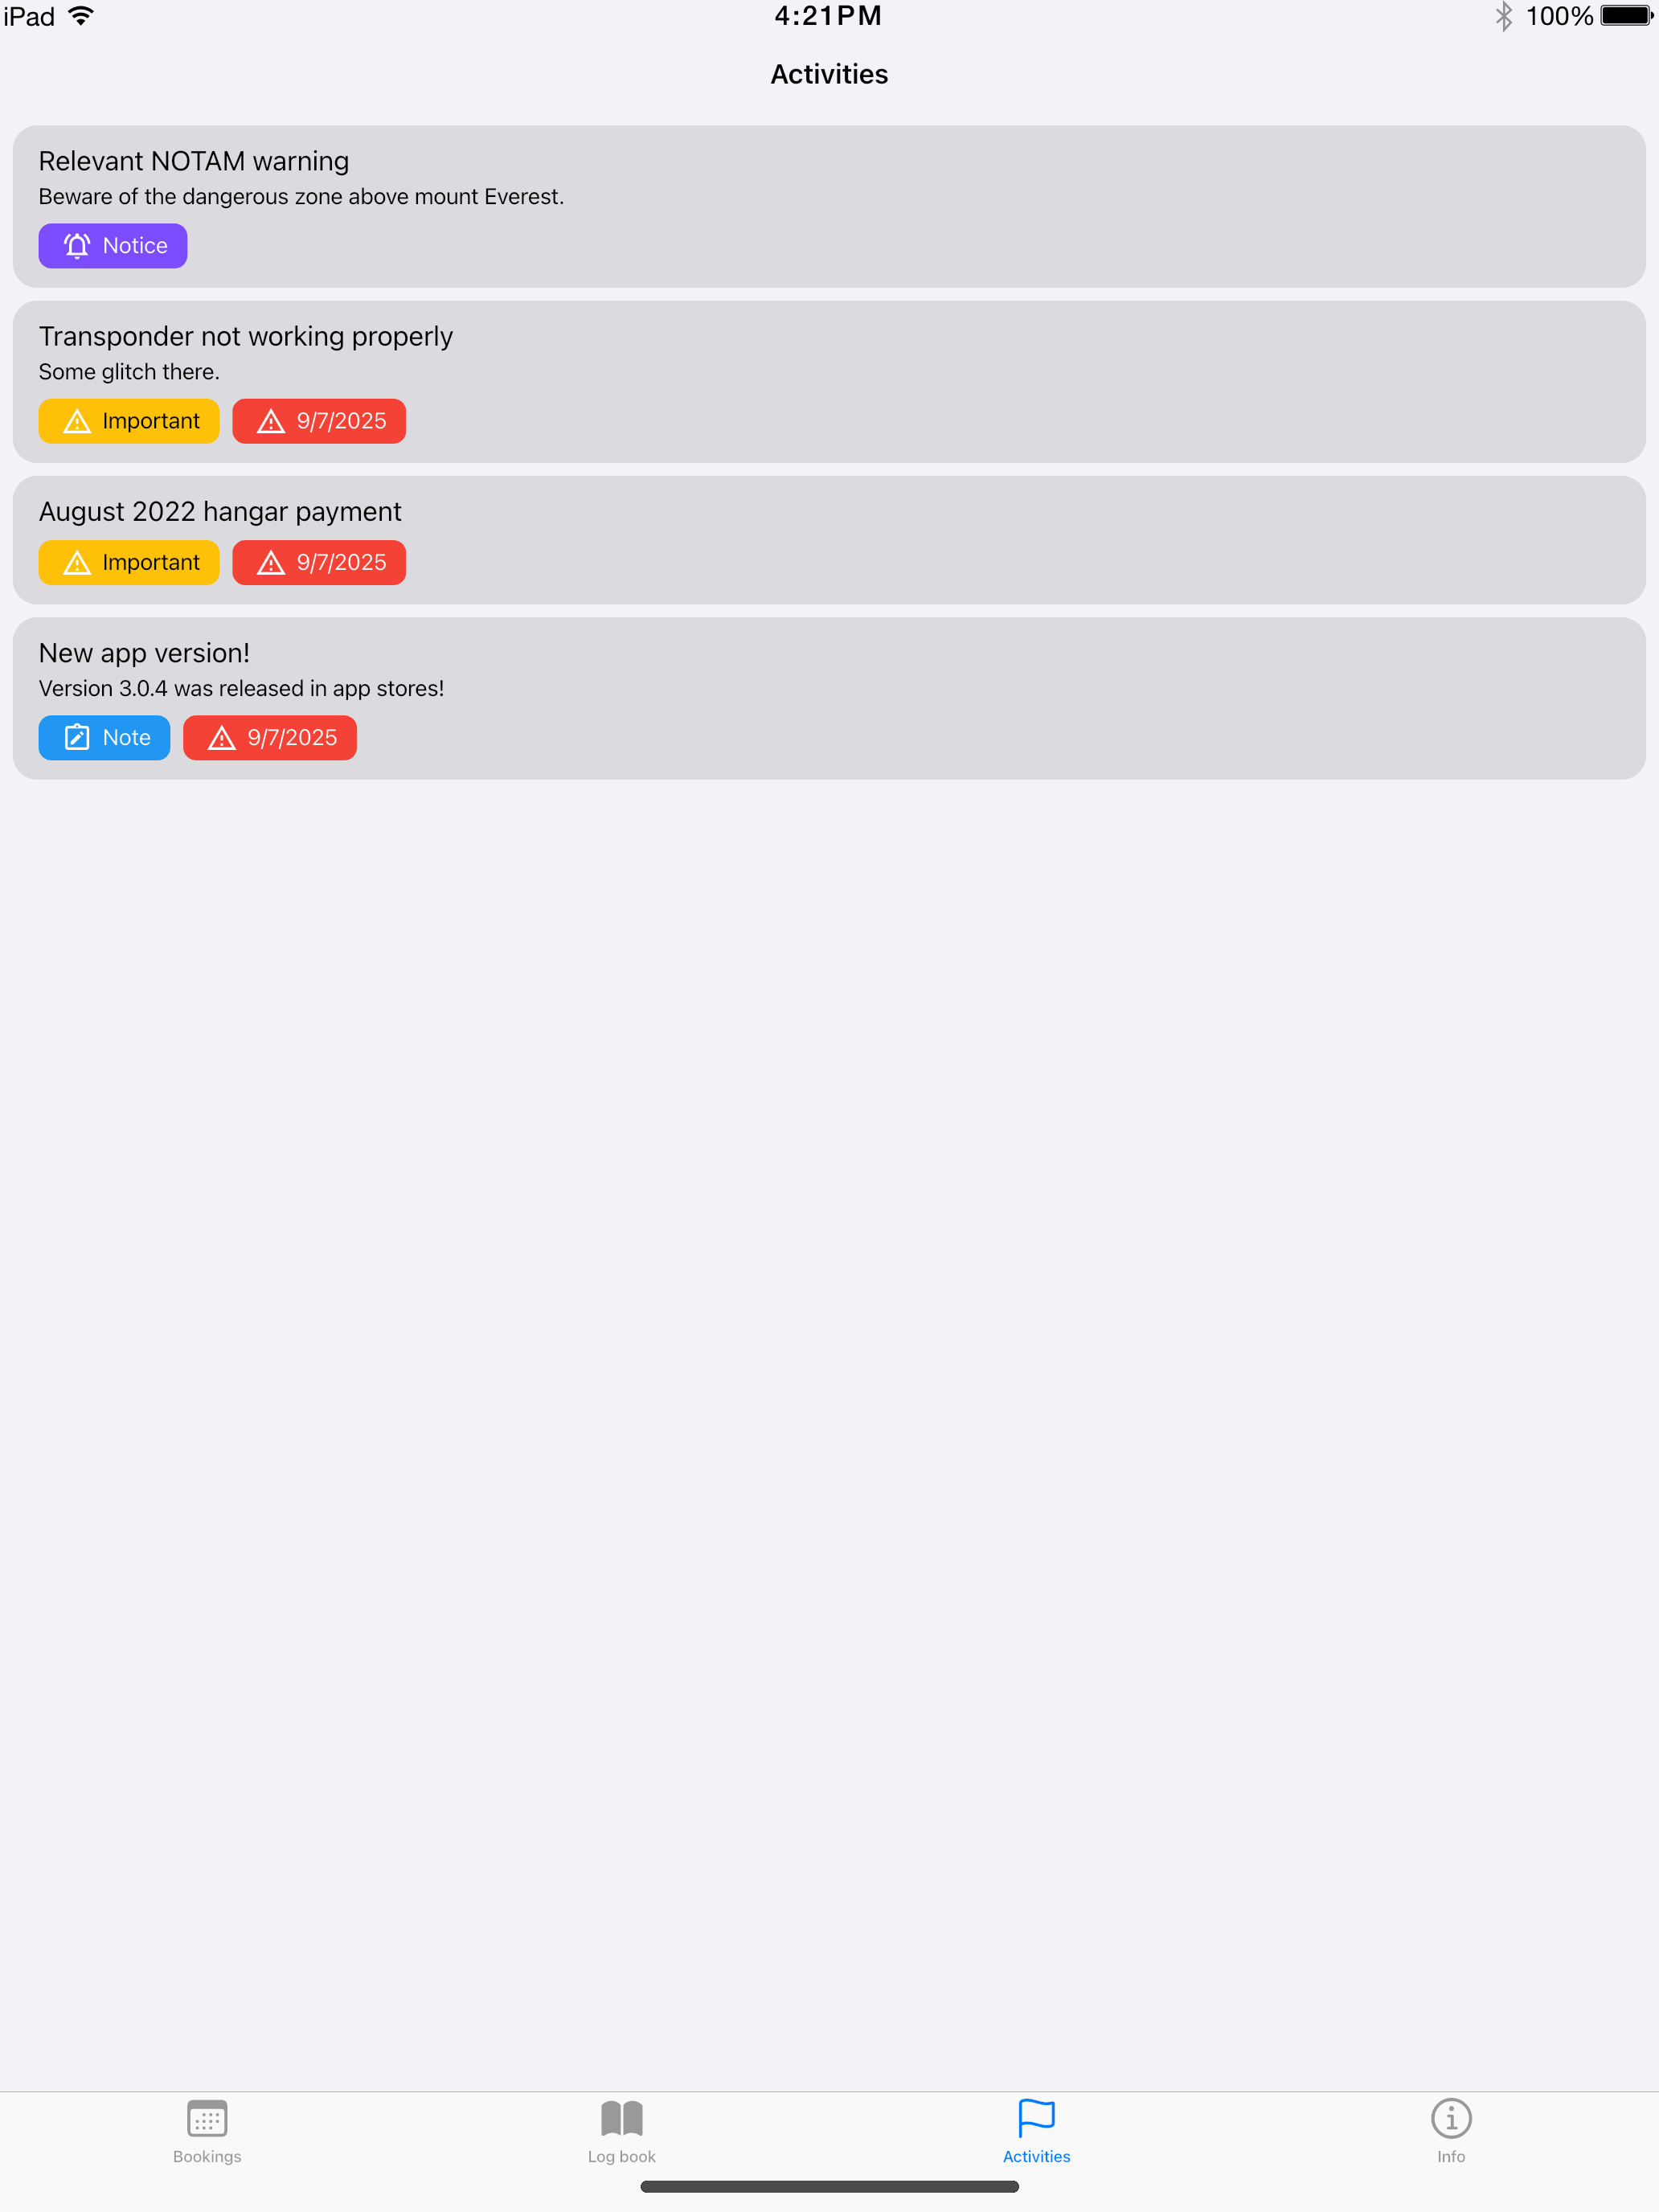 iPad 4:21 PM 100%
Activities
Relevant NOTAM warning
Beware of the dangerous zone above mount Everest.
Notice
Transponder not working properly
Some glitch there.
Important 9/7/2025
August 2022 hangar payment
Important 9/7/2025
New app version!
Version 3.0.4 was released in app stores!
Note 9/7/2025
Bookings Log book Activities Info